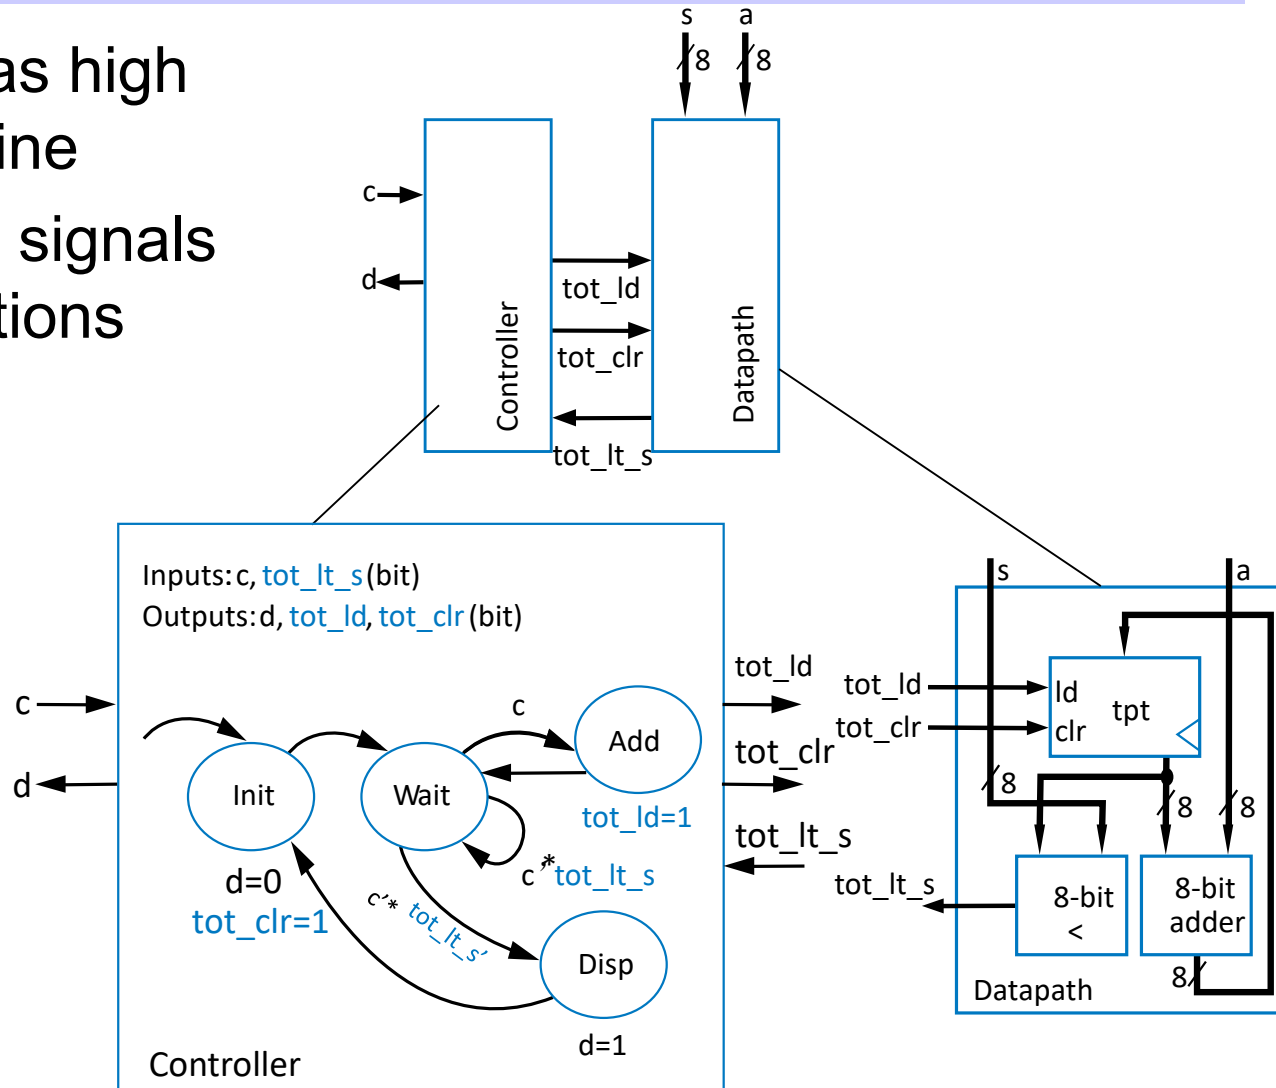 as high
ine
signals
tions
s a
8 8
c
d
tot_ld
tot_clr
tot_lt_s
Controller
Datapath
Inputs: c, tot_lt_s (bit)
Outputs: d, tot_ld, tot_clr (bit)
c
d
Init
d=0
tot_clr=1
Wait
c
Add
tot_ld=1
c’*tot_lt_s
c’* tot_lt_s’
Disp
d=1
Controller
tot_ld
tot_clr
tot_lt_s
s a
tot_ld
tot_clr
ld
clr
tpt
8 8 8
tot_lt_s
8-bit
<
8-bit
adder
8
Datapath